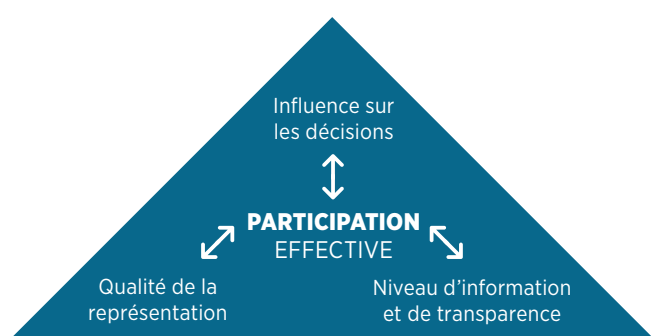 Influence sur
les décisions
PARTICIPATION
EFFECTIVE
Qualité de la
représentation
Niveau d’information
et de transparence